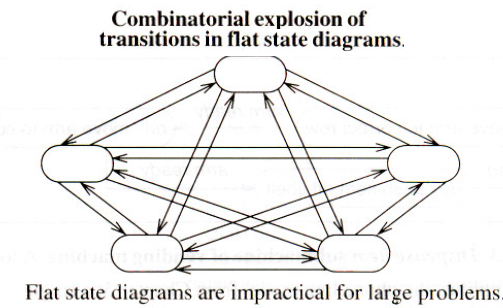 Combinatorial explosion of
transitions in flat state diagrams.
Flat state diagrams are impractical for large problems.